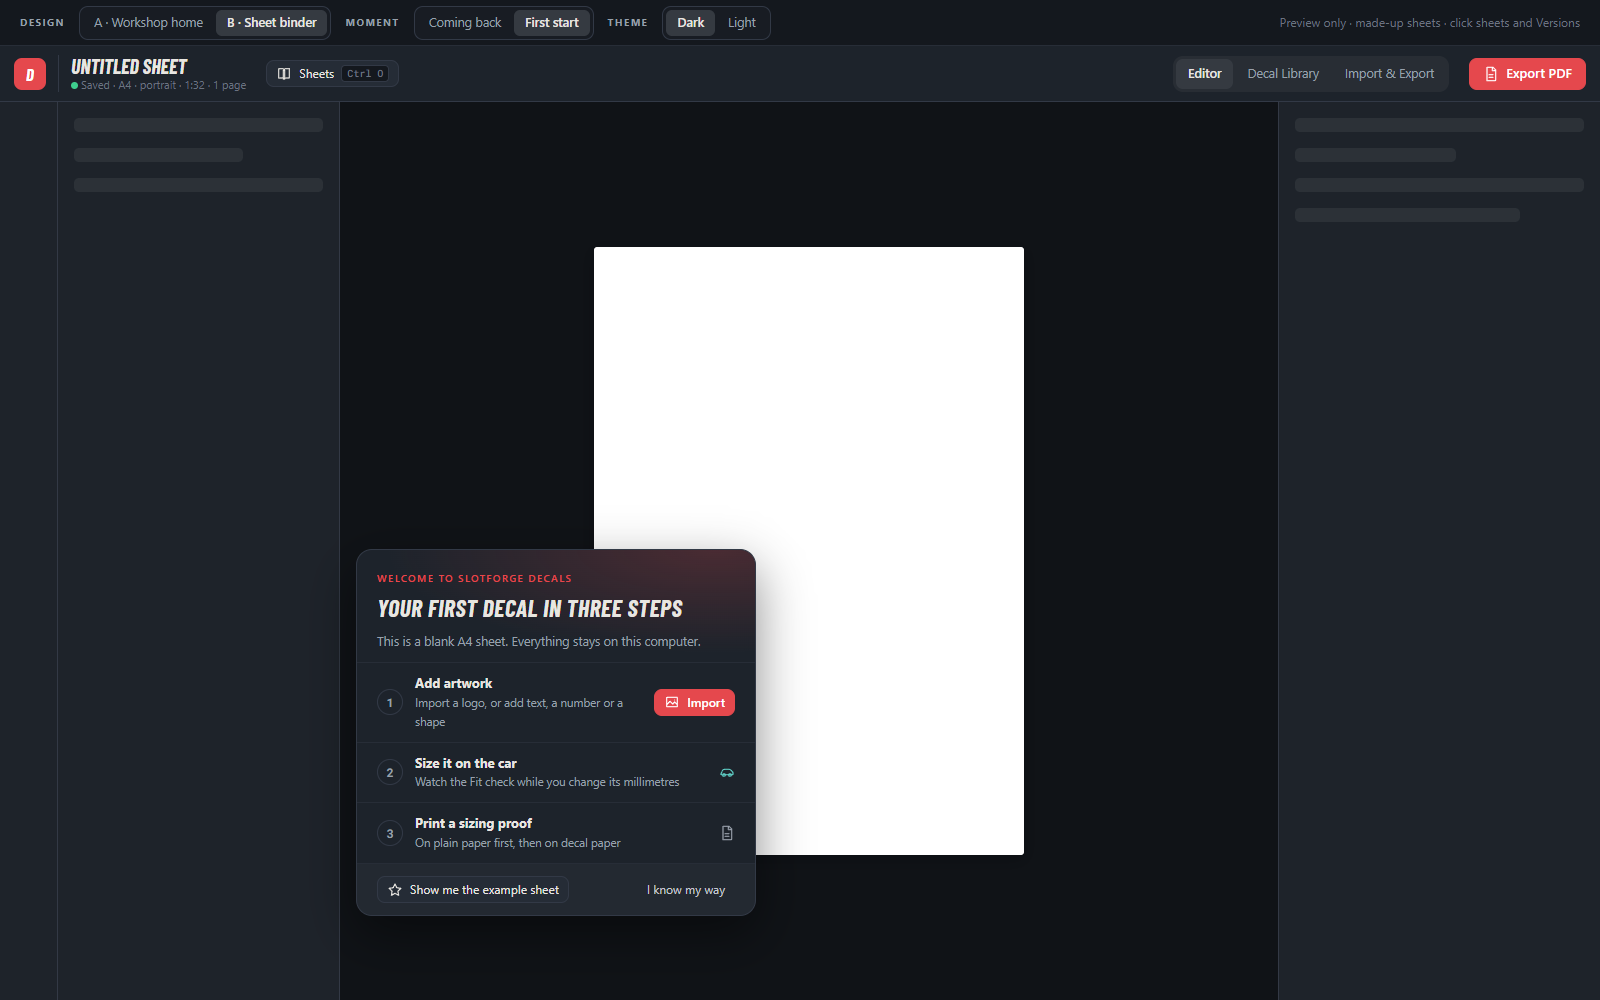 DESIGN A · Workshop home B · Sheet binder MOMENT Coming back First start THEME Dark Light Preview only · made-up sheets · click sheets and Versions
D UNTITLED SHEET Sheets Ctrl O Editor Decal Library Import & Export Export PDF
Saved · A4 · portrait · 1:32 · 1 page
WELCOME TO SLOTFORGE DECALS
YOUR FIRST DECAL IN THREE STEPS
This is a blank A4 sheet. Everything stays on this computer.
1 Add artwork
Import a logo, or add text, a number or a
shape
Import
2 Size it on the car
Watch the Fit check while you change its millimetres
3 Print a sizing proof
On plain paper first, then on decal paper
Show me the example sheet I know my way